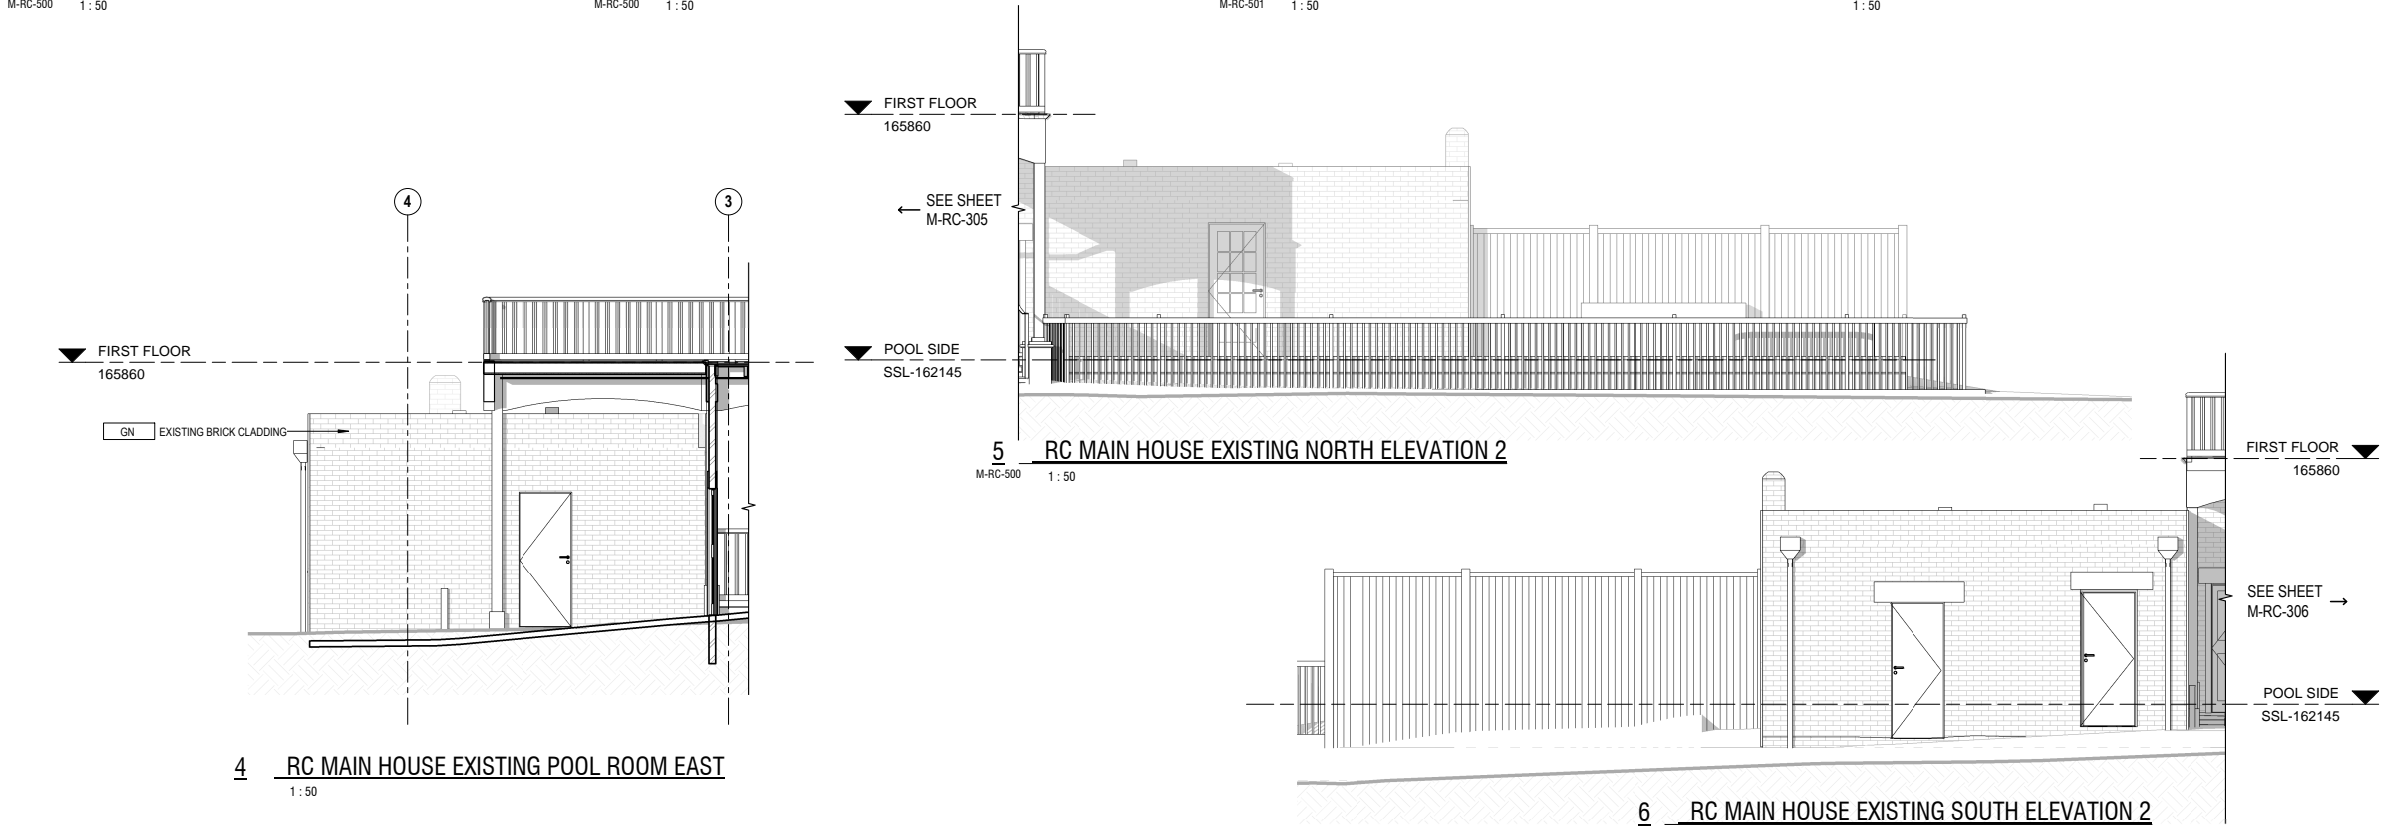 M-RC-500 1 : 50
M-RC-500 1 : 50
M-RC-501 1 : 50
1 : 50
4
3
FIRST FLOOR
165860
GN EXISTING BRICK CLADDING
4 RC MAIN HOUSE EXISTING POOL ROOM EAST
1 : 50
FIRST FLOOR
165860
SEE SHEET
M-RC-305
POOL SIDE
SSL-162145
5 RC MAIN HOUSE EXISTING NORTH ELEVATION 2
M-RC-500 1 : 50
FIRST FLOOR
165860
SEE SHEET
M-RC-306
POOL SIDE
SSL-162145
6 RC MAIN HOUSE EXISTING SOUTH ELEVATION 2